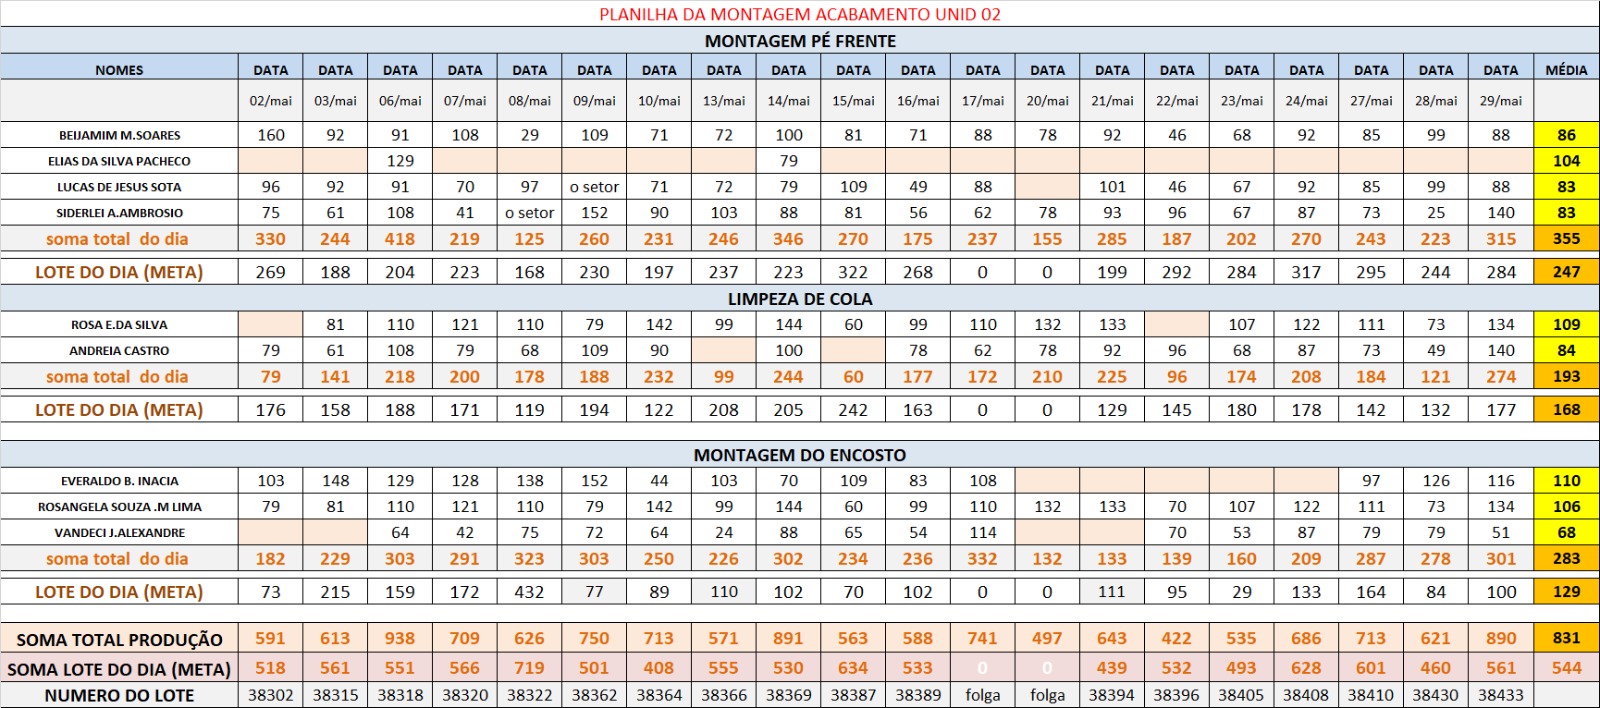 PLANILHA DA MONTAGEM ACABAMENTO UNID 02
MONTAGEM PÉ FRENTE
NOMES DATA DATA DATA DATA DATA DATA DATA DATA DATA DATA DATA DATA DATA DATA DATA DATA DATA DATA DATA DATA MÉDIA
02/mai 03/mai 06/mai 07/mai 08/mai 09/mai 10/mai 13/mai 14/mai 15/mai 16/mai 17/mai 20/mai 21/mai 22/mai 23/mai 24/mai 27/mai 28/mai 29/mai
BEIJAMIM M.SOARES 160 92 91 108 29 109 71 72 100 81 71 88 78 92 46 68 92 85 99 88 86
ELIAS DA SILVA PACHECO 129 79 104
LUCAS DE JESUS SOTA 96 92 91 70 97 o setor 71 72 79 109 49 88 101 46 67 92 85 99 88 83
SIDERLEI A.AMBROSIO 75 61 108 41 o setor 152 90 103 88 81 56 62 78 93 96 67 87 73 25 140 83
soma total do dia 330 244 418 219 125 260 231 246 346 270 175 237 155 285 187 202 270 243 223 315 355
LOTE DO DIA (META) 269 188 204 223 168 230 197 237 223 322 268 0 0 199 292 284 317 295 244 284 247
LIMPEZA DE COLA
ROSA E.DA SILVA 81 110 121 110 79 142 99 144 60 99 110 132 133 107 122 111 73 134 109
ANDREIA CASTRO 79 61 108 79 68 109 90 100 78 62 78 92 96 68 87 73 49 140 84
soma total do dia 79 141 218 200 178 188 232 99 244 60 177 172 210 225 96 174 208 184 121 274 193
LOTE DO DIA (META) 176 158 188 171 119 194 122 208 205 242 163 0 0 129 145 180 178 142 132 177 168
MONTAGEM DO ENCOSTO
EVERALDO B. INACIA 103 148 129 128 138 152 44 103 70 109 83 108 97 126 116 110
ROSANGELA SOUZA .M LIMA 79 81 110 121 110 79 142 99 144 60 99 110 132 133 70 107 122 111 73 134 106
VANDECI J.ALEXANDRE 64 42 75 72 64 24 88 65 54 114 70 53 87 79 79 51 68
soma total do dia 182 229 303 291 323 303 250 226 302 234 236 332 132 133 139 160 209 287 278 301 283
LOTE DO DIA (META) 73 215 159 172 432 77 89 110 102 70 102 0 0 111 95 29 133 164 84 100 129
SOMA TOTAL PRODUÇÃO 591 613 938 709 626 750 713 571 891 563 588 741 497 643 422 535 686 713 621 890 831
SOMA LOTE DO DIA (META) 518 561 551 566 719 501 408 555 530 634 533 0 0 439 532 493 628 601 460 561 544
NUMERO DO LOTE 38302 38315 38318 38320 38322 38362 38364 38366 38369 38387 38389 folga folga 38394 38396 38405 38408 38410 38430 38433